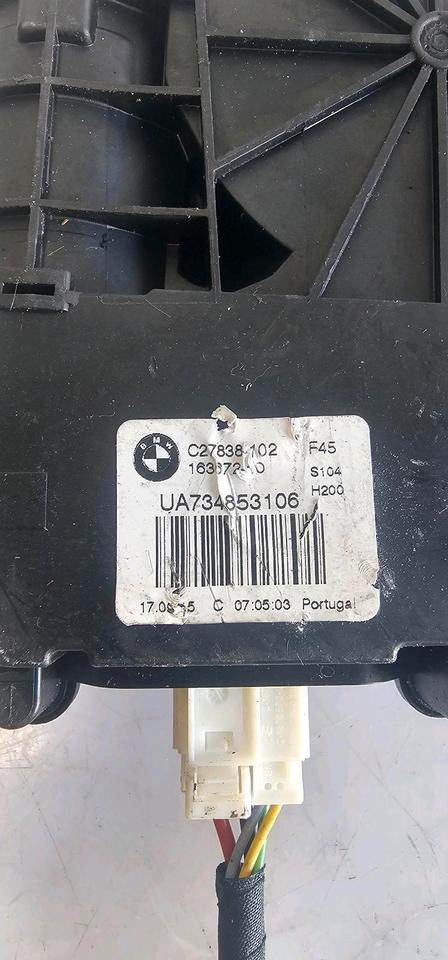 BMW
C27838-102 F45
S104
UA734853106 H200
C 07:05:03 Portugal